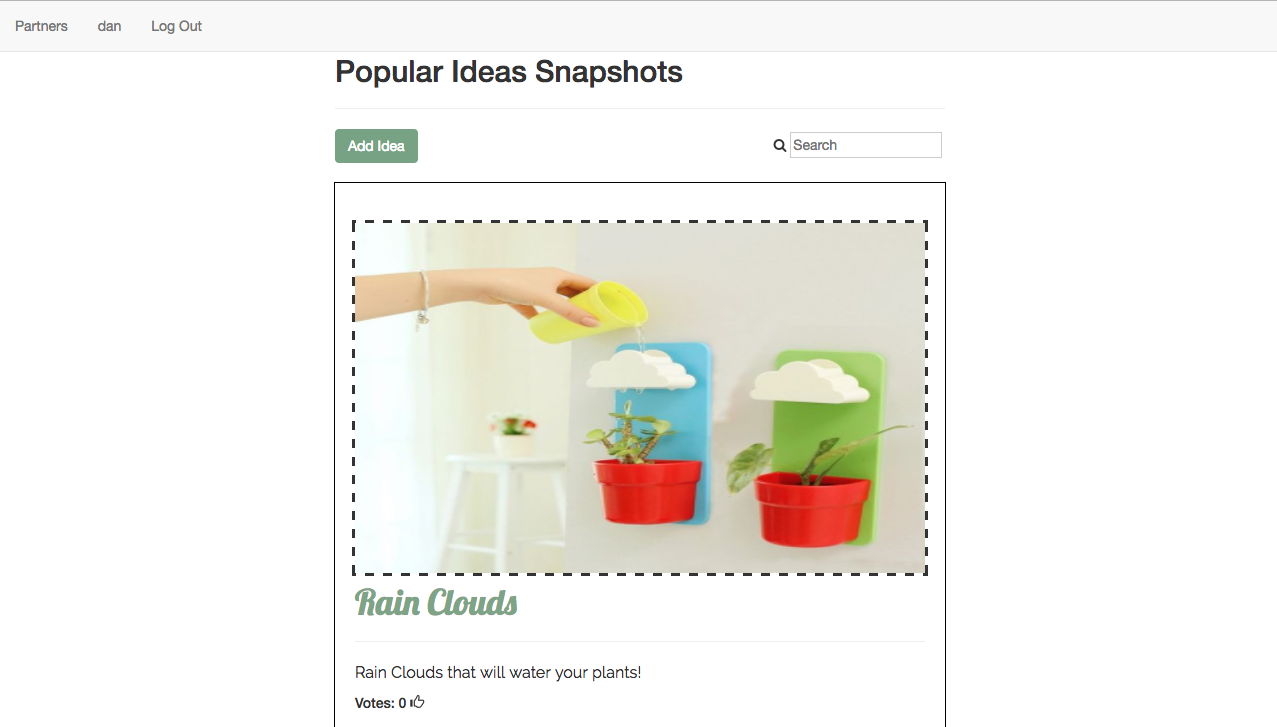 Partners dan Log Out
Popular Ideas Snapshots
Add Idea Search
Rain Clouds
Rain Clouds that will water your plants!
Votes: 0